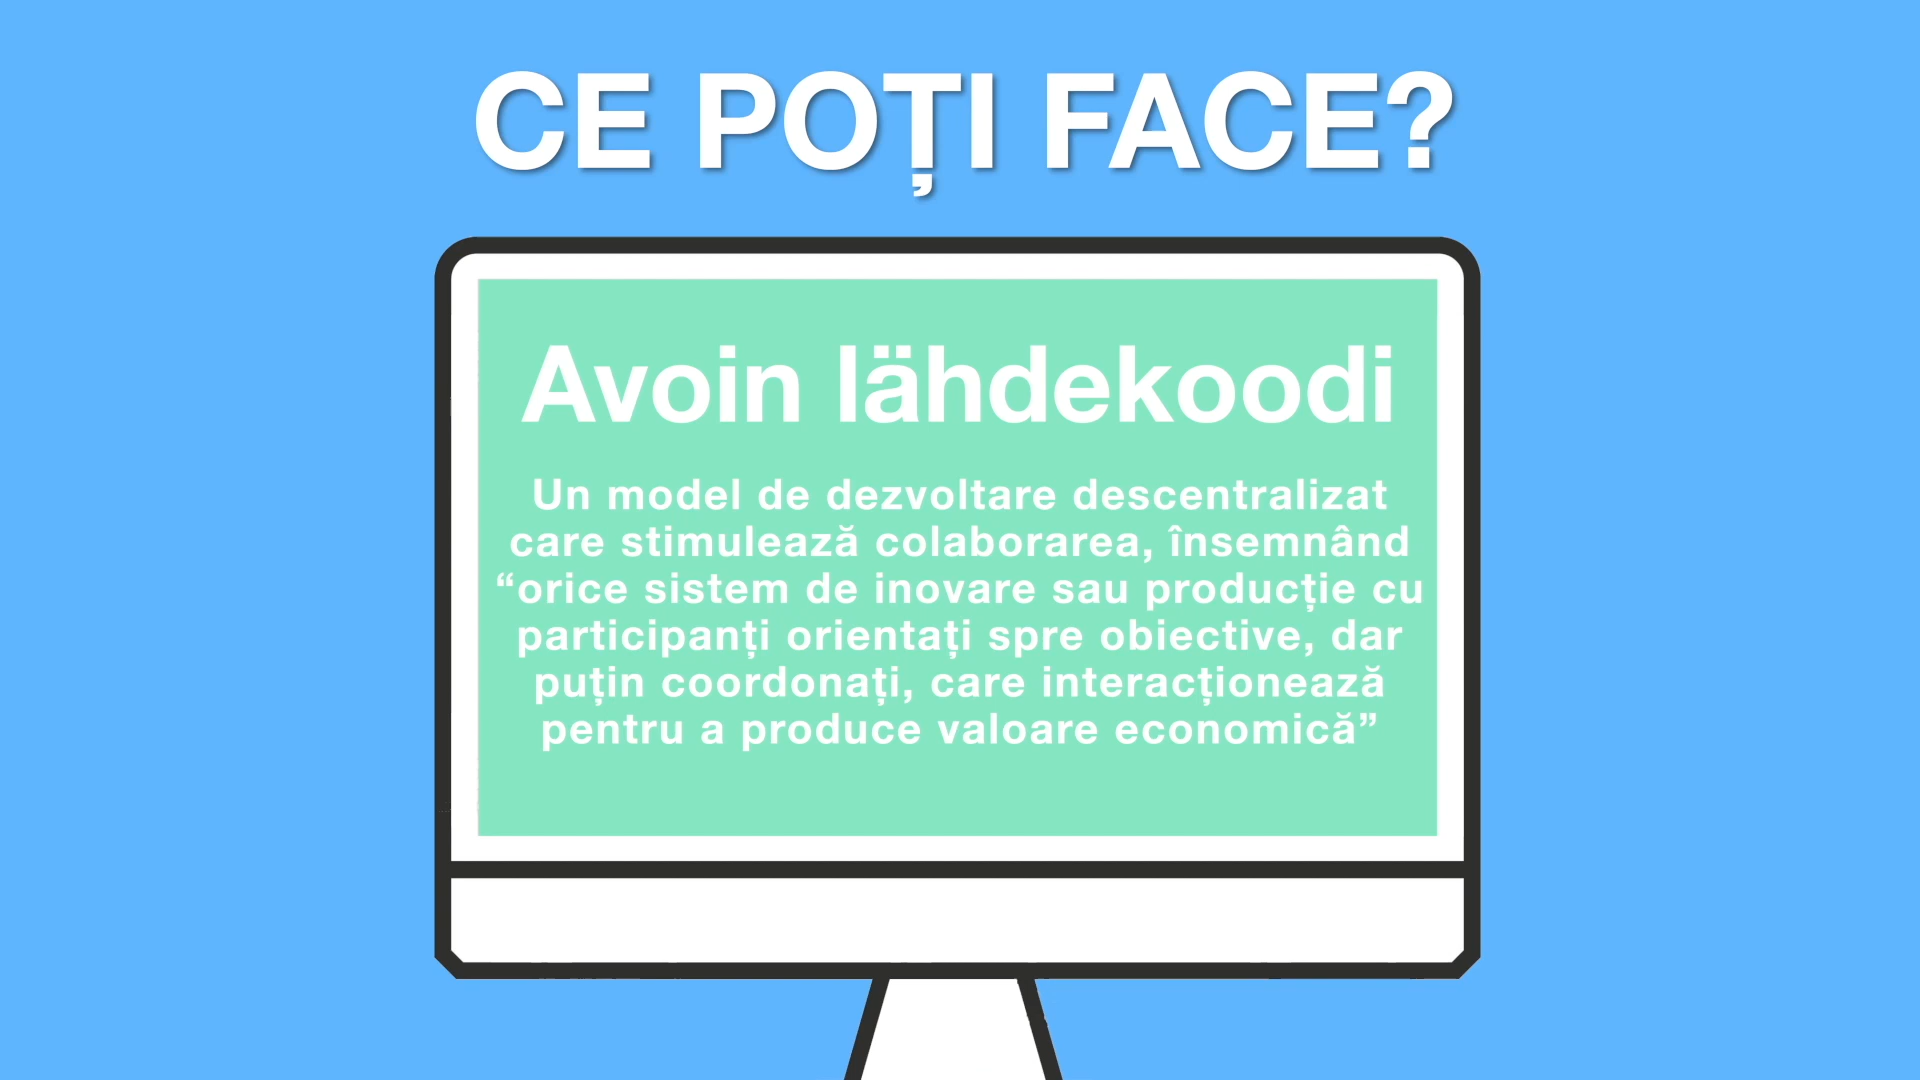 CE POȚI FACE?
Avoin lähdekoodi
Un model de dezvoltare descentralizat
care stimulează colaborarea, însemnând
“orice sistem de inovare sau producție cu
participanți orientați spre obiective, dar
puțin coordonați, care interacționează
pentru a produce valoare economică”